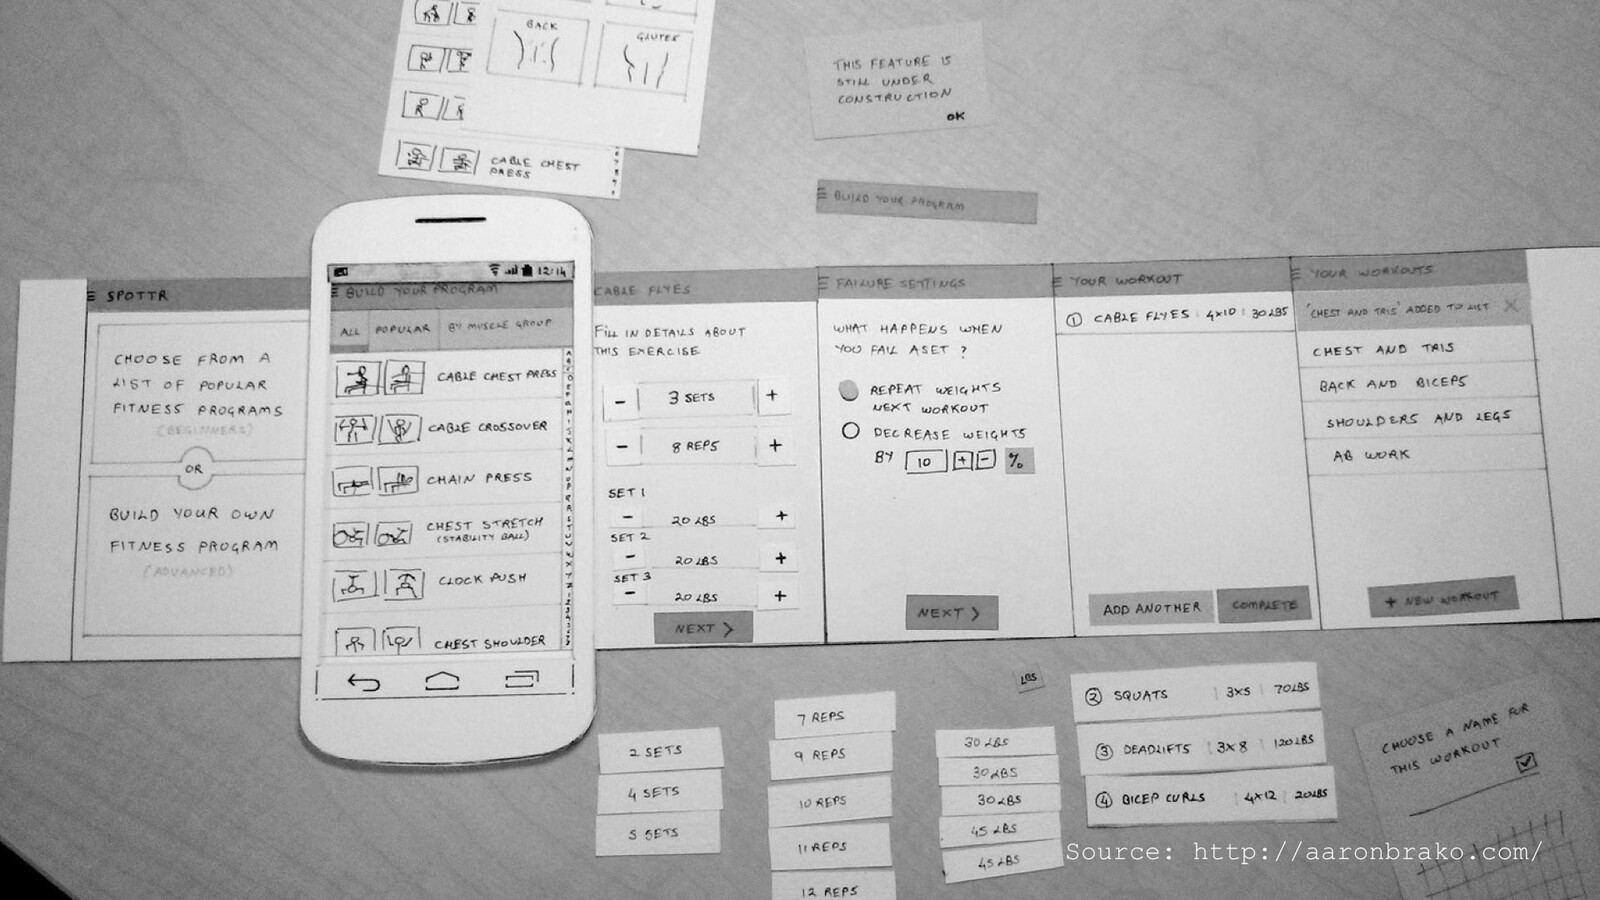 BACK
GLUTES
CABLE CHEST
PRESS
THIS FEATURE IS
STILL UNDER
CONSTRUCTION
OK
BUILD YOUR PROGRAM
SPOTTR
CHOOSE FROM A
LIST OF POPULAR
FITNESS PROGRAMS
(BEGINNERS)
OR
BUILD YOUR OWN
FITNESS PROGRAM
(ADVANCED)
12:14
BUILD YOUR PROGRAM
ALL POPULAR BY MUSCLE GROUP
CABLE CHEST PRESS
CABLE CROSSOVER
CHAIN PRESS
CHEST STRETCH
(STABILITY BALL)
CLOCK PUSH
CHEST SHOULDER
CABLE FLYES
FILL IN DETAILS ABOUT
THIS EXERCISE
- 3 SETS +
- 8 REPS +
SET 1
- 20 LBS +
SET 2
- 20 LBS +
SET 3
- 20 LBS +
NEXT >
FAILURE SETTINGS
WHAT HAPPENS WHEN
YOU FAIL A SET ?
REPEAT WEIGHTS
NEXT WORKOUT
DECREASE WEIGHTS
BY 10 + - %
NEXT >
YOUR WORKOUT
1 CABLE FLYES | 4X10 | 30LBS
ADD ANOTHER COMPLETE
YOUR WORKOUTS
'CHEST AND TRIS' ADDED TO LIST X
CHEST AND TRIS
BACK AND BICEPS
SHOULDERS AND LEGS
AB WORK
+ NEW WORKOUT
2 SETS
4 SETS
5 SETS
7 REPS
9 REPS
10 REPS
11 REPS
12 REPS
LBS
30 LBS
30 LBS
30 LBS
45 LBS
45 LBS
2 SQUATS | 3X5 | 70LBS
3 DEADLIFTS | 3X8 | 120LBS
4 BICEP CURLS | 4X12 | 20LBS
CHOOSE A NAME FOR
THIS WORKOUT
Source: http://aaronbrako.com/